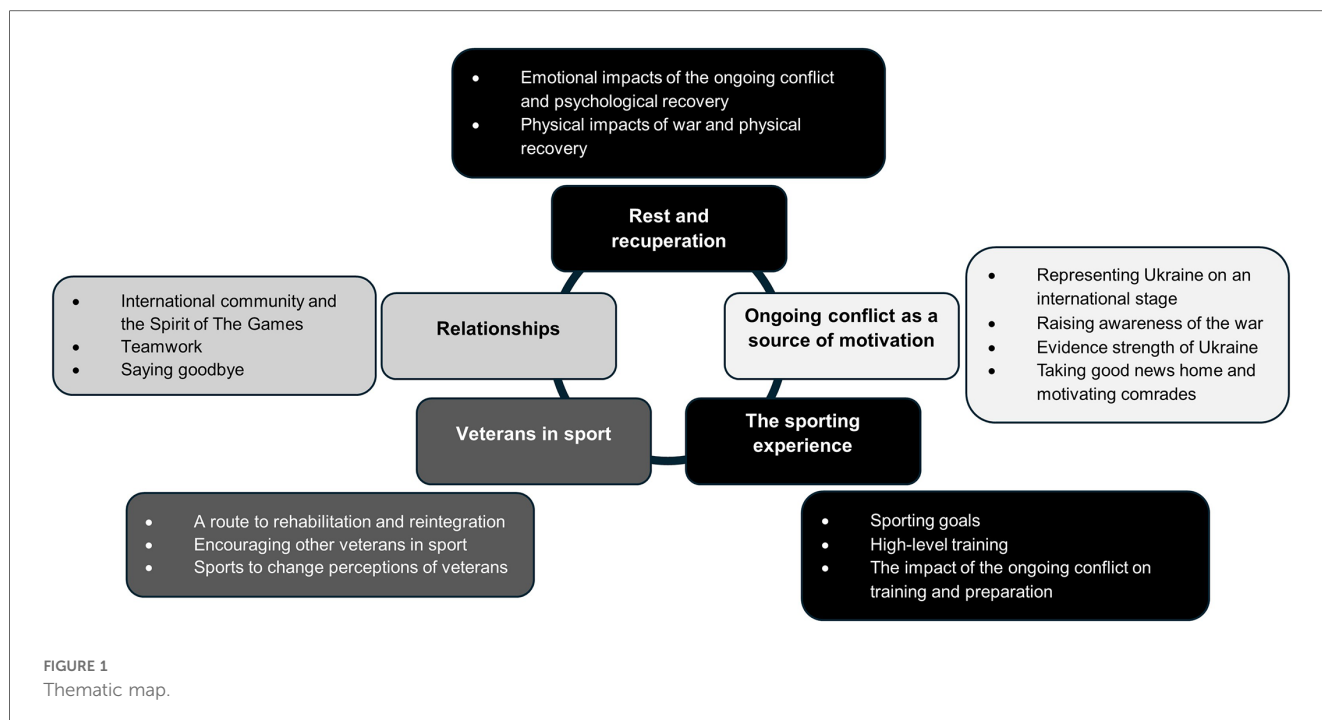 • Emotional impacts of the ongoing conflict
and psychological recovery
• Physical impacts of war and physical
recovery
Rest and
recuperation
• International community and
the Spirit of The Games
• Teamwork
• Saying goodbye
Relationships
Ongoing conflict as a
source of motivation
• Representing Ukraine on an
international stage
• Raising awareness of the war
• Evidence strength of Ukraine
• Taking good news home and
motivating comrades
Veterans in sport
The sporting
experience
• A route to rehabilitation and reintegration
• Encouraging other veterans in sport
• Sports to change perceptions of veterans
• Sporting goals
• High-level training
• The impact of the ongoing conflict on
training and preparation
FIGURE 1
Thematic map.